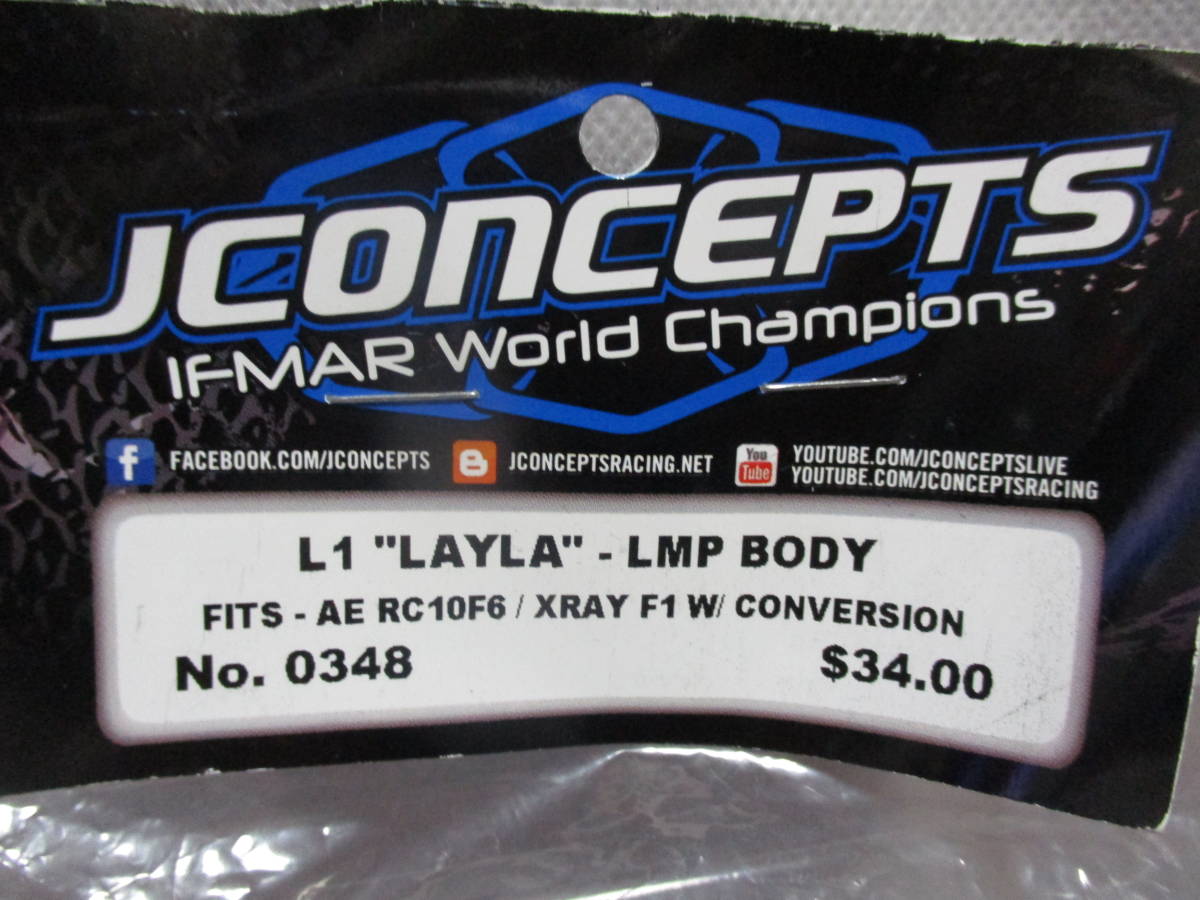 JCONCEPTS
IFMAR World Champions
f FACEBOOK.COM/JCONCEPTS
JCONCEPTSRACING.NET
You
Tube
YOUTUBE.COM/JCONCEPTSLIVE
YOUTUBE.COM/JCONCEPTSRACING
L1 "LAYLA" - LMP BODY
FITS - AE RC10F6 / XRAY F1 W/ CONVERSION
No. 0348 $34.00